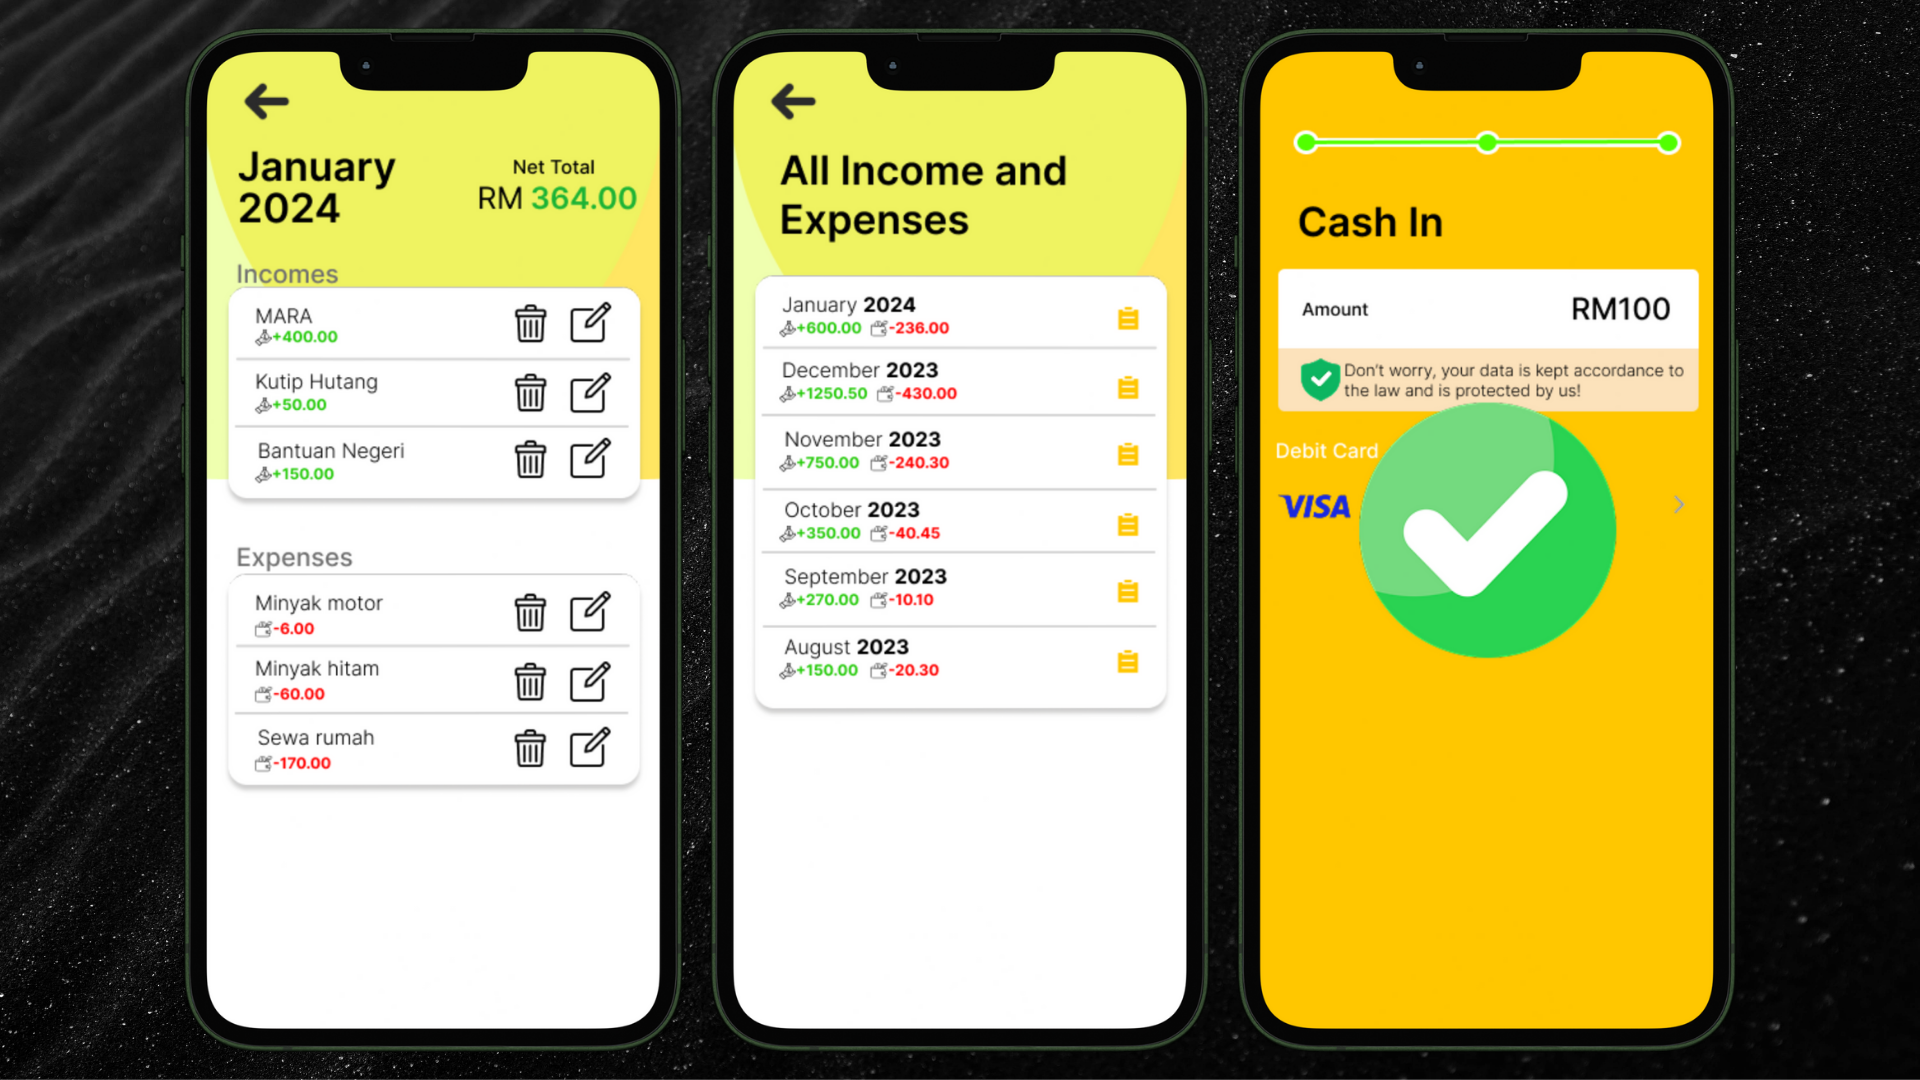 January
2024
Net Total
RM 364.00
Incomes
MARA
+400.00
Kutip Hutang
+50.00
Bantuan Negeri
+150.00
Expenses
Minyak motor
-6.00
Minyak hitam
-60.00
Sewa rumah
-170.00
All Income and
Expenses
January 2024
+600.00 -236.00
December 2023
+1250.50 -430.00
November 2023
+750.00 -240.30
October 2023
+350.00 -40.45
September 2023
+270.00 -10.10
August 2023
+150.00 -20.30
Cash In
Amount RM100
Don't worry, your data is kept accordance to
the law and is protected by us!
Debit Card
VISA